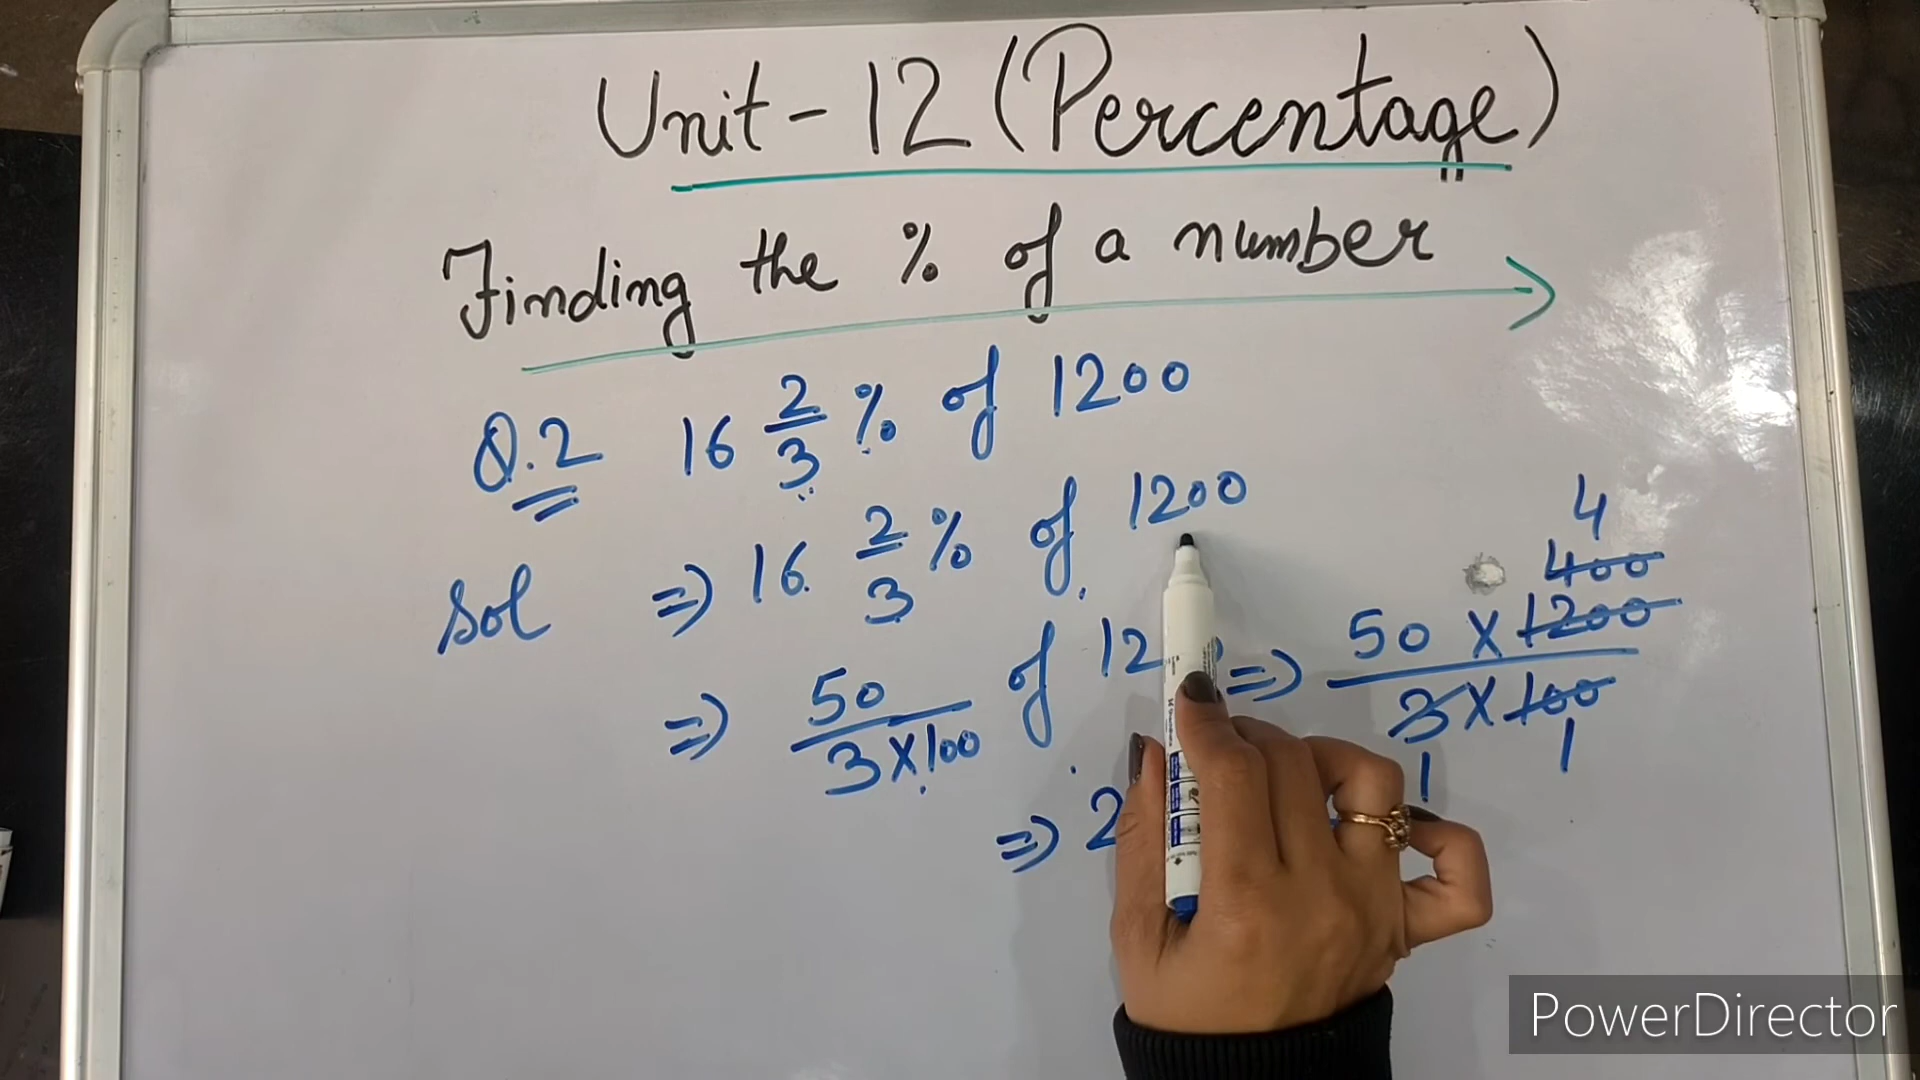 Unit - 12 (Percentage)
Finding the % of a number
Q.2 16 2/3 % of 1200
Sol ⇒ 16 2/3 % of 1200
⇒ 50/3×100 of 12
⇒ 50 × 1200/3 × 100
400
4
1 1
⇒ 2
PowerDirector